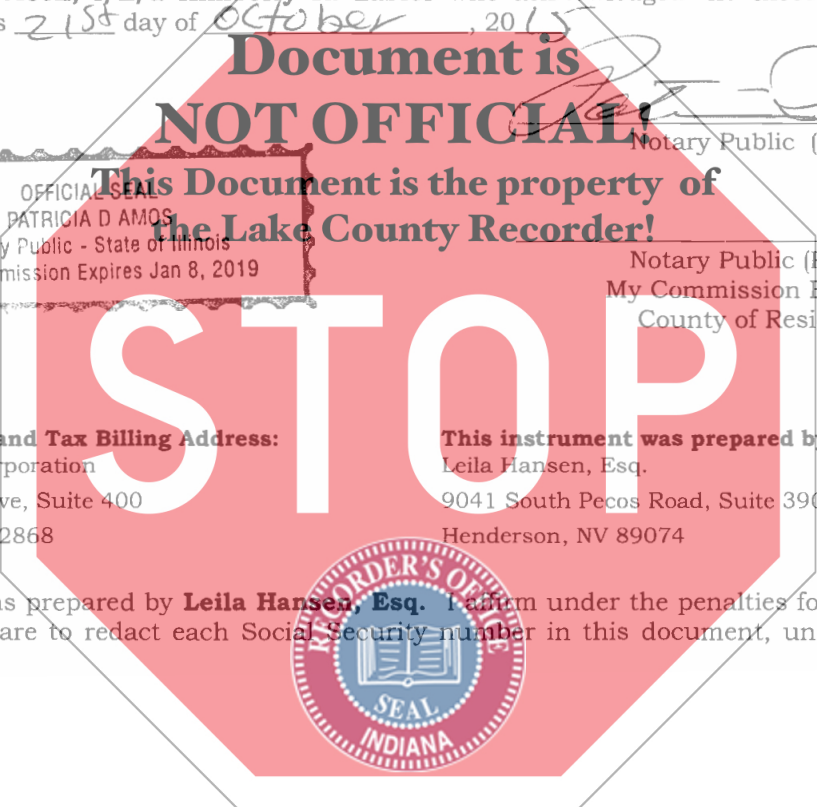 s 21st day of October, 2015
Document is
NOT OFFICIAL!
Notary Public (
This Document is the property of
the Lake County Recorder!
OFFICIAL SEAL
PATRICIA D AMOS
y Public - State of Illinois
mission Expires Jan 8, 2019
Notary Public (
My Commission
County of Resi
STOP
and Tax Billing Address:
rporation
ve, Suite 400
2868
This instrument was prepared by
Leila Hansen, Esq.
9041 South Pecos Road, Suite 390
Henderson, NV 89074
s prepared by Leila Hansen, Esq. I affirm under the penalties fo
are to redact each Social Security number in this document, un
RECORDER'S OFFICE
SEAL
INDIANA